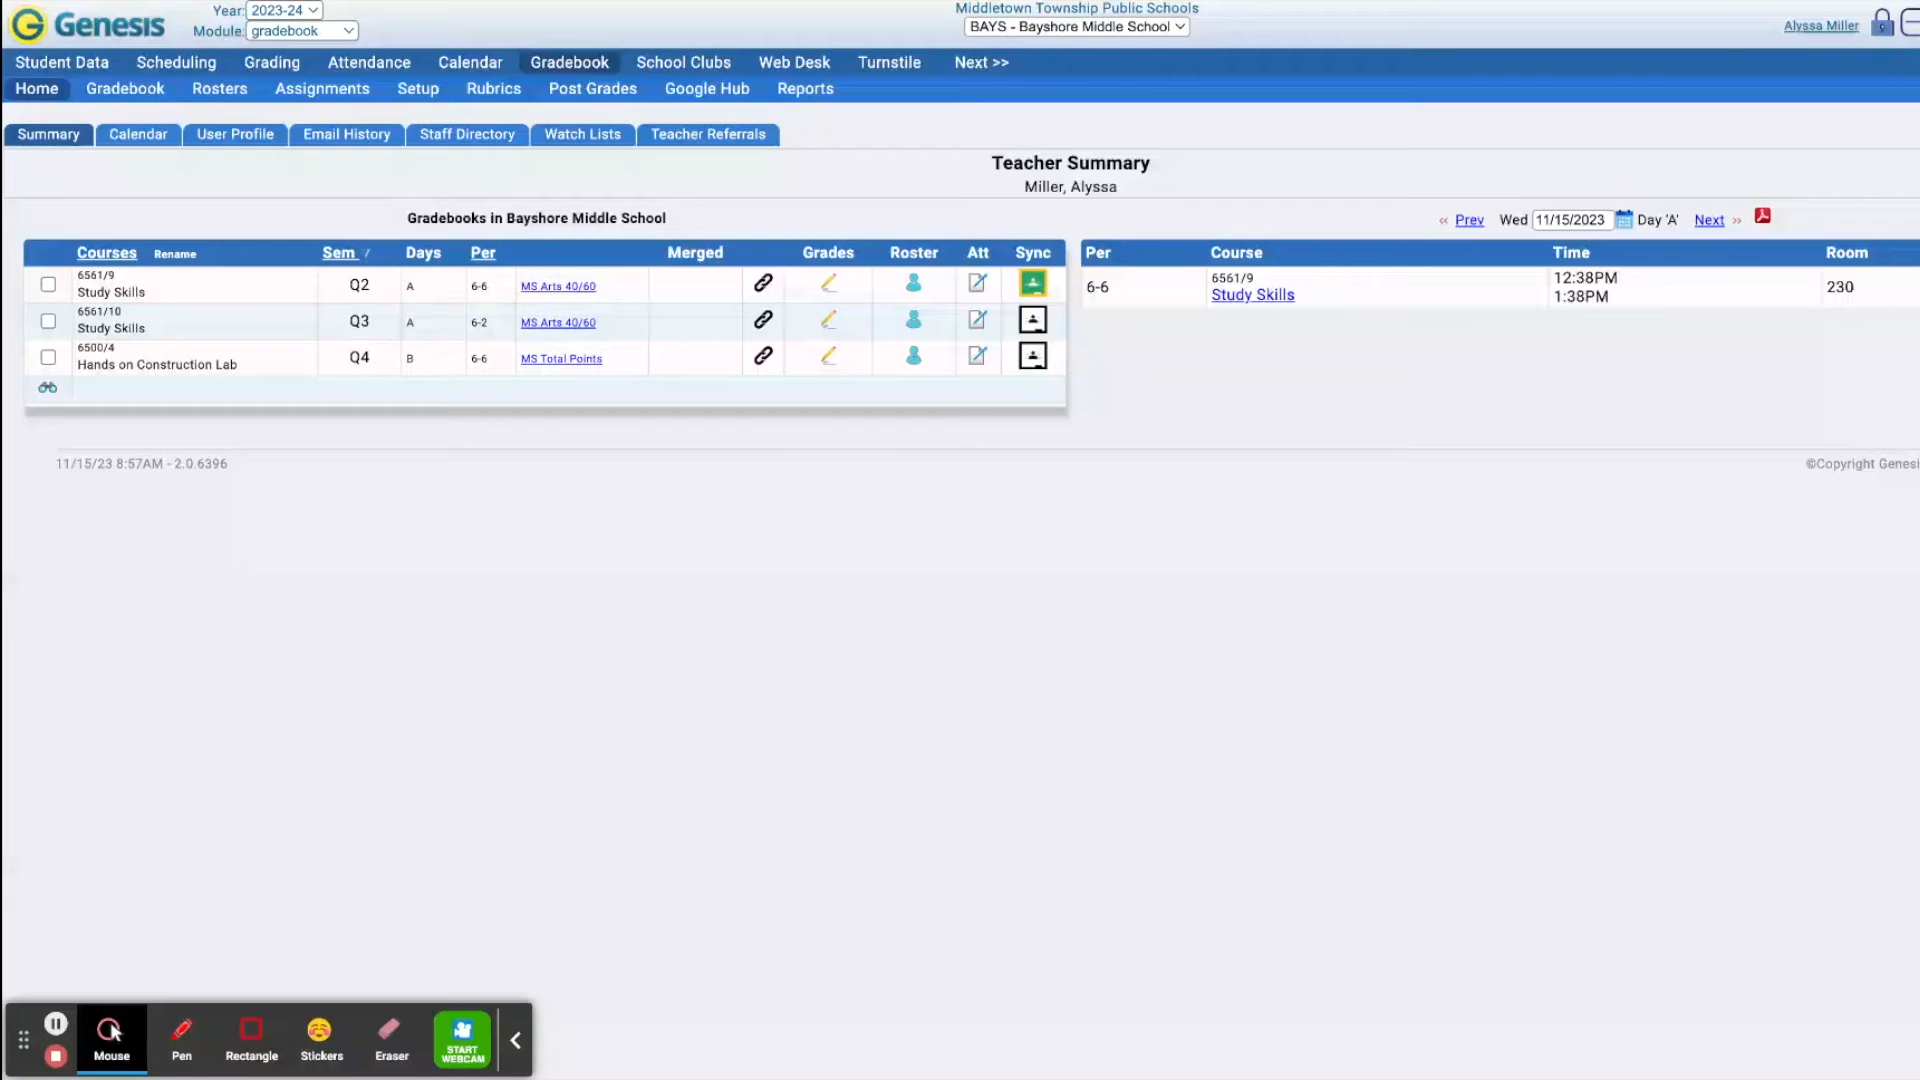 Genesis
Year: 2023-24
Module: gradebook
Middletown Township Public Schools
BAYS - Bayshore Middle School
Alyssa Miller
Student Data Scheduling Grading Attendance Calendar Gradebook School Clubs Web Desk Turnstile Next >>
Home Gradebook Rosters Assignments Setup Rubrics Post Grades Google Hub Reports
Summary Calendar User Profile Email History Staff Directory Watch Lists Teacher Referrals
Teacher Summary
Miller, Alyssa
Gradebooks in Bayshore Middle School
« Prev Wed 11/15/2023 Day 'A' Next »
Courses Rename Sem Days Per Merged Grades Roster Att Sync
6561/9
Study Skills Q2 A 6-6 MS Arts 40/60
6561/10
Study Skills Q3 A 6-2 MS Arts 40/60
6500/4
Hands on Construction Lab Q4 B 6-6 MS Total Points
Per Course Time Room
6-6 6561/9 12:38PM 230
Study Skills 1:38PM
11/15/23 8:57AM - 2.0.6396
©Copyright Genesi
Mouse Pen Rectangle Stickers Eraser START
WEBCAM